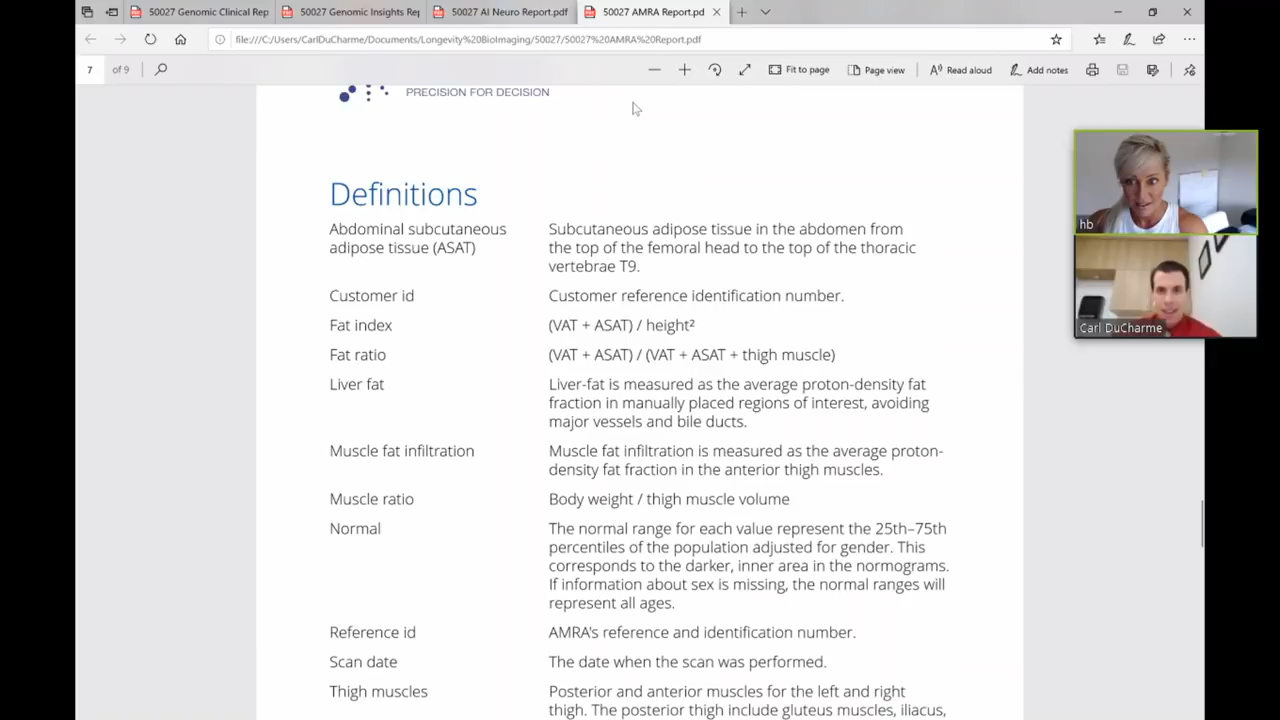 50027 Genomic Clinical Rep
50027 Genomic Insights Rep
50027 AI Neuro Report.pdf
50027 AMRA Report.pd
file:///C:/Users/CarlDuCharme/Documents/Longevity%20BioImaging/50027/50027%20AMRA%20Report.pdf
7 of 9
Fit to page
Page view
Read aloud
Add notes
PRECISION FOR DECISION
Definitions
Abdominal subcutaneous
adipose tissue (ASAT)
Subcutaneous adipose tissue in the abdomen from
the top of the femoral head to the top of the thoracic
vertebrae T9.
Customer id
Customer reference identification number.
Fat index
(VAT + ASAT) / height²
Fat ratio
(VAT + ASAT) / (VAT + ASAT + thigh muscle)
Liver fat
Liver-fat is measured as the average proton-density fat
fraction in manually placed regions of interest, avoiding
major vessels and bile ducts.
Muscle fat infiltration
Muscle fat infiltration is measured as the average proton-
density fat fraction in the anterior thigh muscles.
Muscle ratio
Body weight / thigh muscle volume
Normal
The normal range for each value represent the 25th–75th
percentiles of the population adjusted for gender. This
corresponds to the darker, inner area in the normograms.
If information about sex is missing, the normal ranges will
represent all ages.
Reference id
AMRA's reference and identification number.
Scan date
The date when the scan was performed.
Thigh muscles
Posterior and anterior muscles for the left and right
thigh. The posterior thigh include gluteus muscles, iliacus,
hb
Carl DuCharme